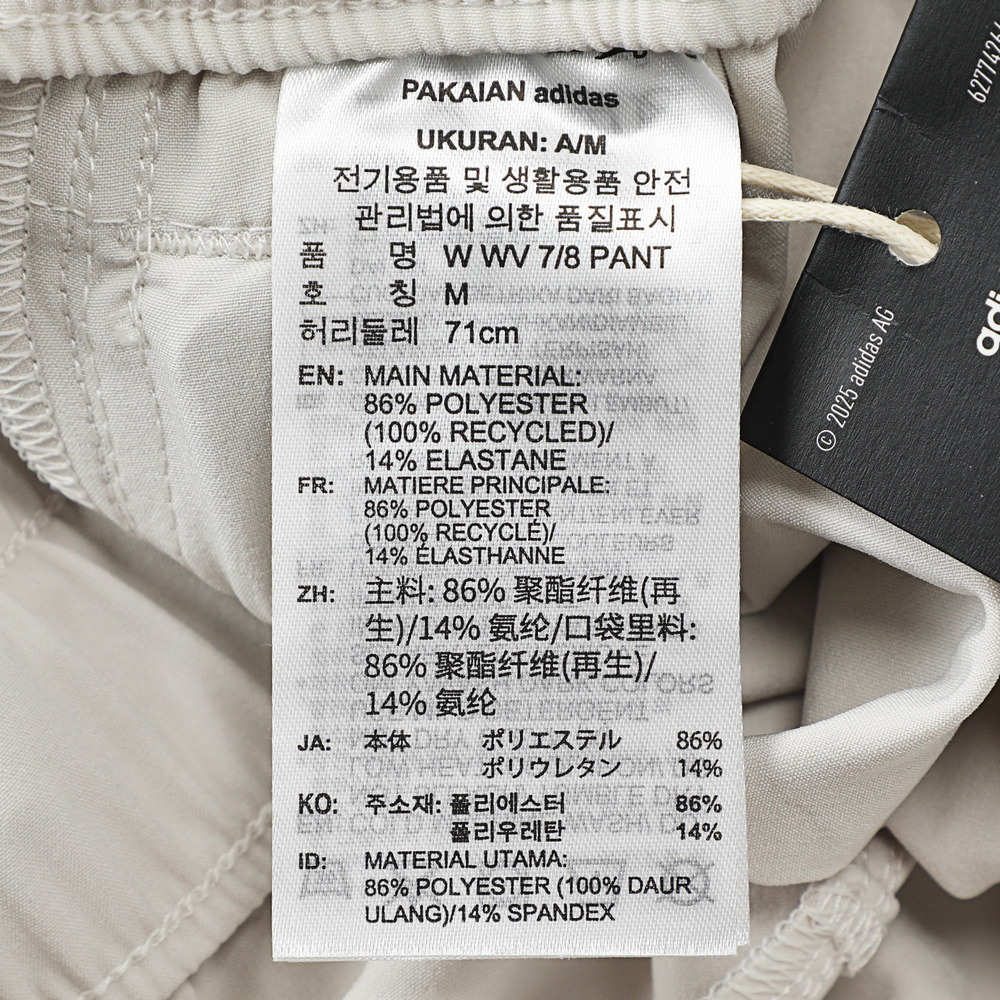 PAKAIAN adidas
UKURAN: A/M
전기용품 및 생활용품 안전
관리법에 의한 품질표시
품 명 W WV 7/8 PANT
호 칭 M
허리둘레 71cm
EN: MAIN MATERIAL:
86% POLYESTER
(100% RECYCLED)/
14% ELASTANE
FR: MATIERE PRINCIPALE:
86% POLYESTER
(100% RECYCLÉ)/
14% ÉLASTHANNE
ZH: 主料: 86% 聚酯纤维(再
生)/14% 氨纶/口袋里料:
86% 聚酯纤维(再生)/
14% 氨纶
JA: 本体 ポリエステル 86%
ポリウレタン 14%
KO: 주소재: 폴리에스터 86%
폴리우레탄 14%
ID: MATERIAL UTAMA:
86% POLYESTER (100% DAUR
ULANG)/14% SPANDEX
© 2025 adidas AG